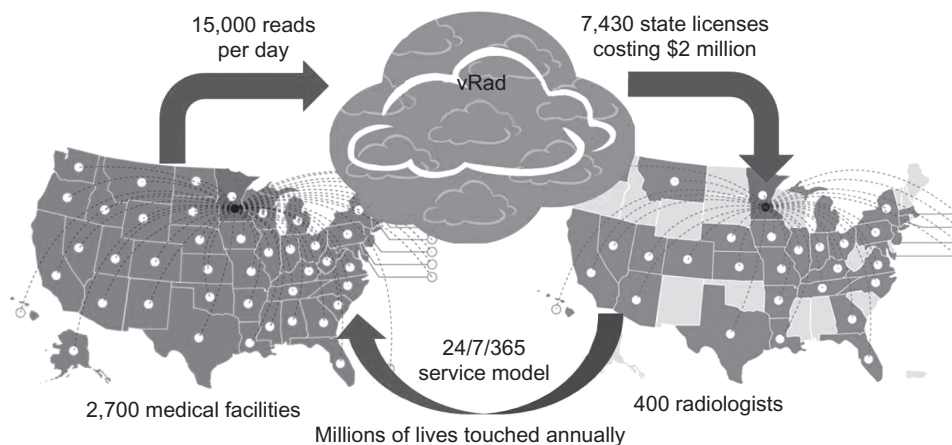 15,000 reads
per day
vRad
7,430 state licenses
costing $2 million
2,700 medical facilities
24/7/365
service model
400 radiologists
Millions of lives touched annually